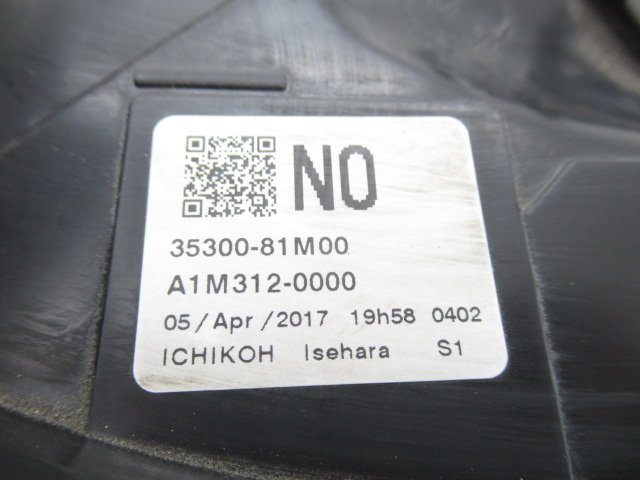 NO
35300-81M00
A1M312-0000
05/Apr/2017 19h58 0402
ICHIKOH Isehara S1